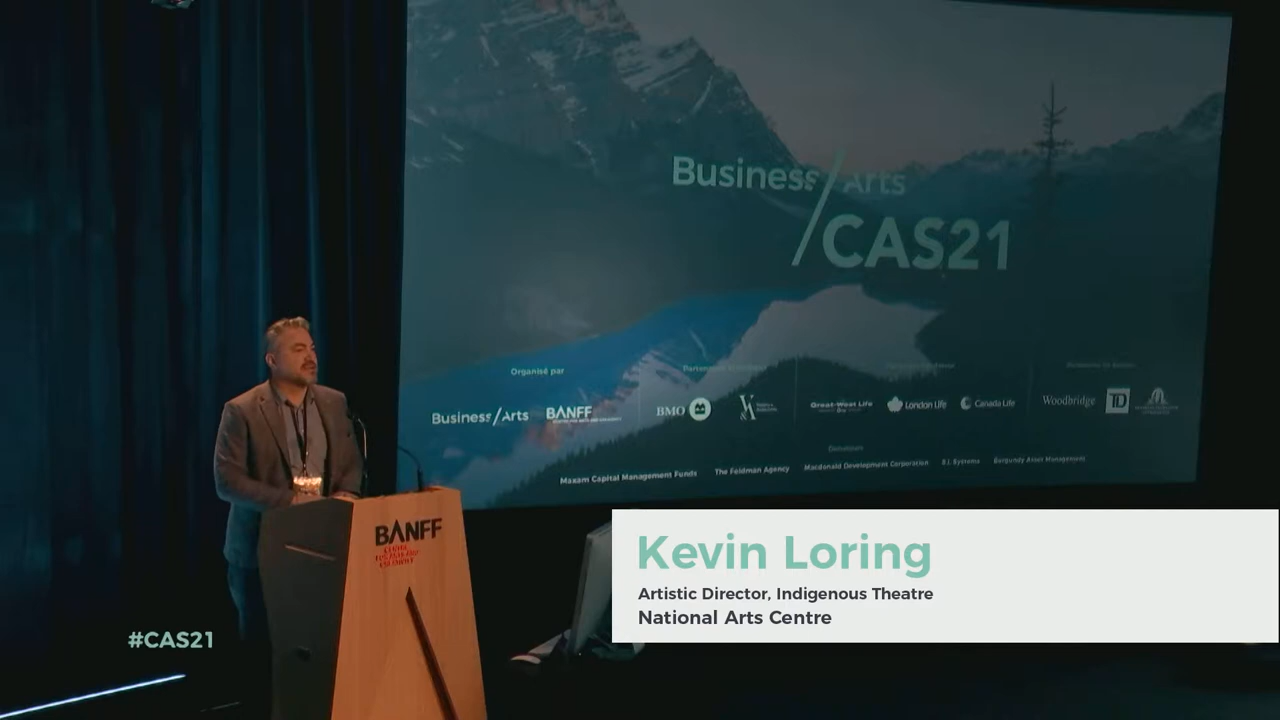 Business/Arts
/CAS21
Organisé par
Business/Arts BANFF
BMO Great-West Life London Life Canada Life Woodbridge TD
Maxam Capital Management Funds The Feldman Agency Macdonald Development Corporation Burgundy Asset Management
BANFF
Kevin Loring
Artistic Director, Indigenous Theatre
National Arts Centre
#CAS21